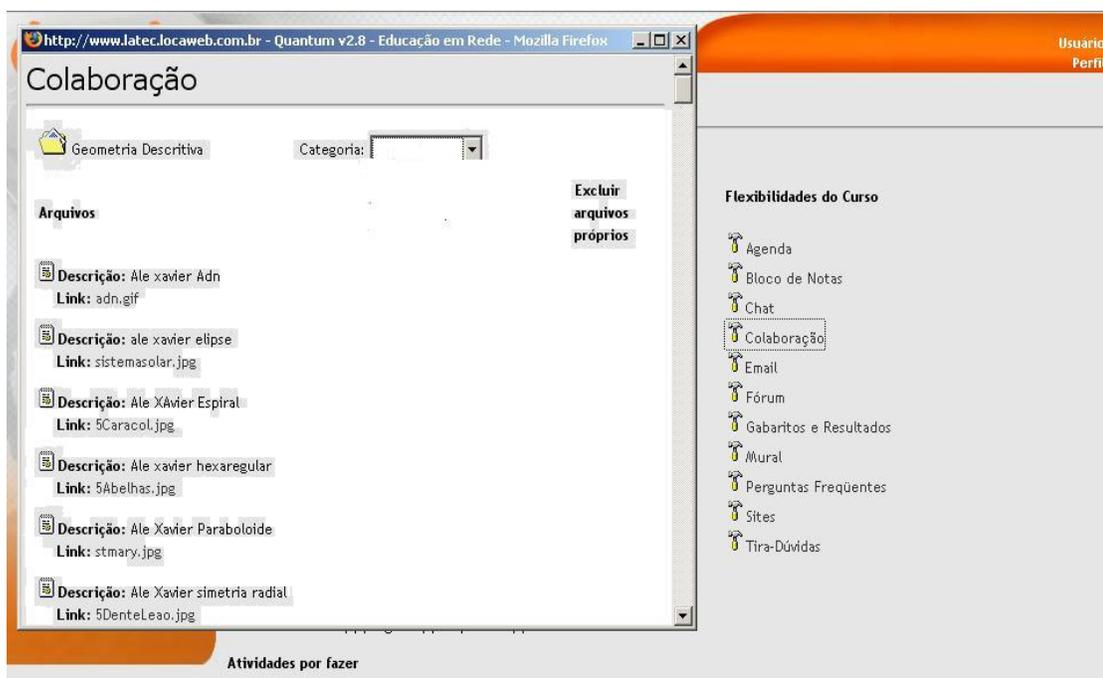 http://www.latec.locaweb.com.br - Quantum v2.8 - Educação em Rede - Mozilla Firefox
Colaboração
Geometria Descritiva
Categoria:
Arquivos
Excluir
arquivos
próprios
Descrição: Ale xavier Adn
Link: adn.gif
Descrição: ale xavier elipse
Link: sistemasolar.jpg
Descrição: Ale XAvier Espiral
Link: 5Caracol.jpg
Descrição: Ale xavier hexaregular
Link: 5Abelhas.jpg
Descrição: Ale Xavier Paraboloide
Link: stmary.jpg
Descrição: Ale Xavier simetria radial
Link: 5DenteLeao.jpg
Usuário
Perfi
Flexibilidades do Curso
Agenda
Bloco de Notas
Chat
Colaboração
Email
Fórum
Gabaritos e Resultados
Mural
Perguntas Freqüentes
Sites
Tira-Dúvidas
Atividades por fazer